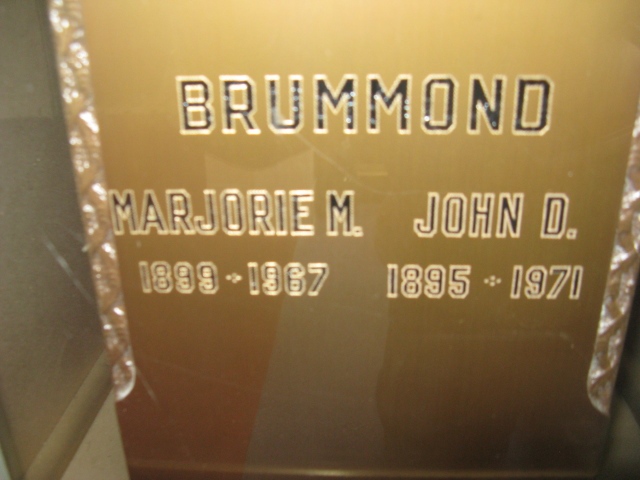 BRUMMOND
MARJORIE M. JOHN D.
1899 · 1967 1895 · 1971